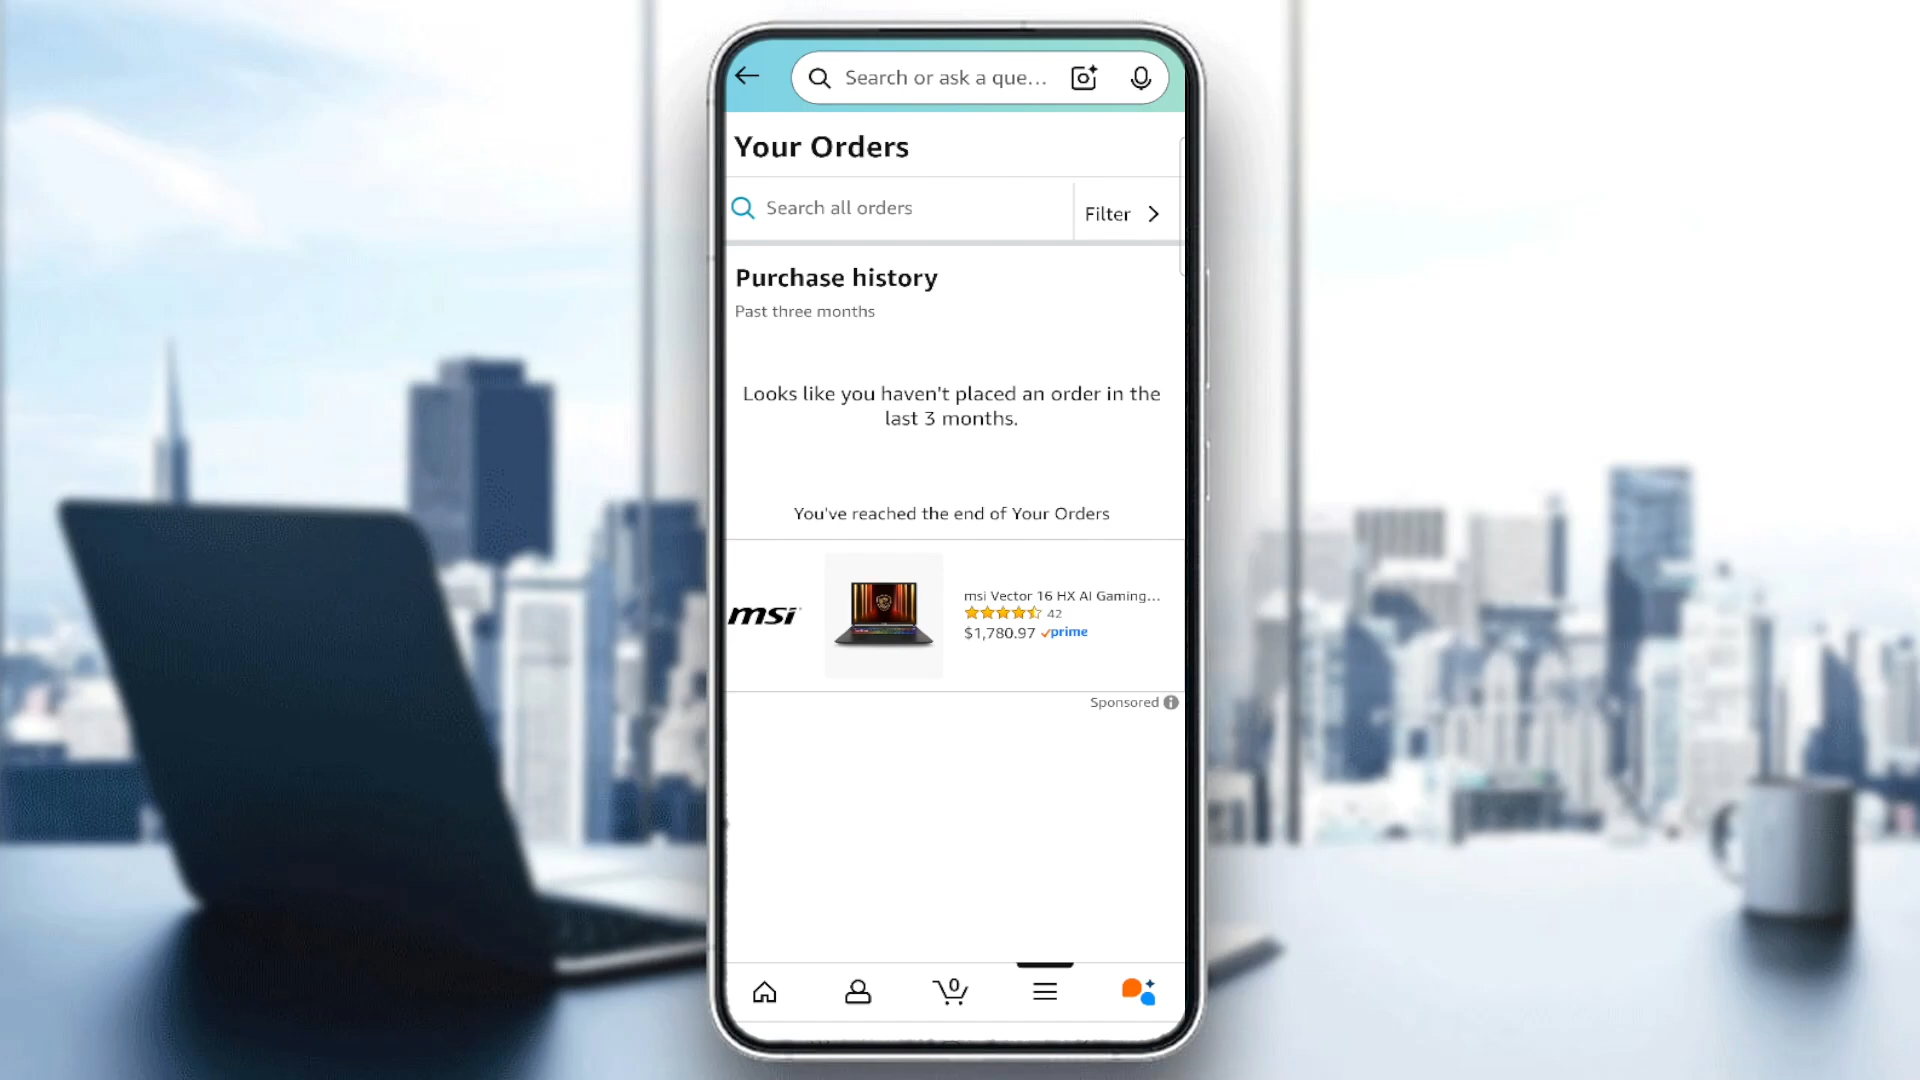 Search or ask a que...
Your Orders
Search all orders
Filter
Purchase history
Past three months
Looks like you haven't placed an order in the
last 3 months.
You've reached the end of Your Orders
msi
msi Vector 16 HX AI Gaming...
42
$1,780.97 prime
Sponsored
0